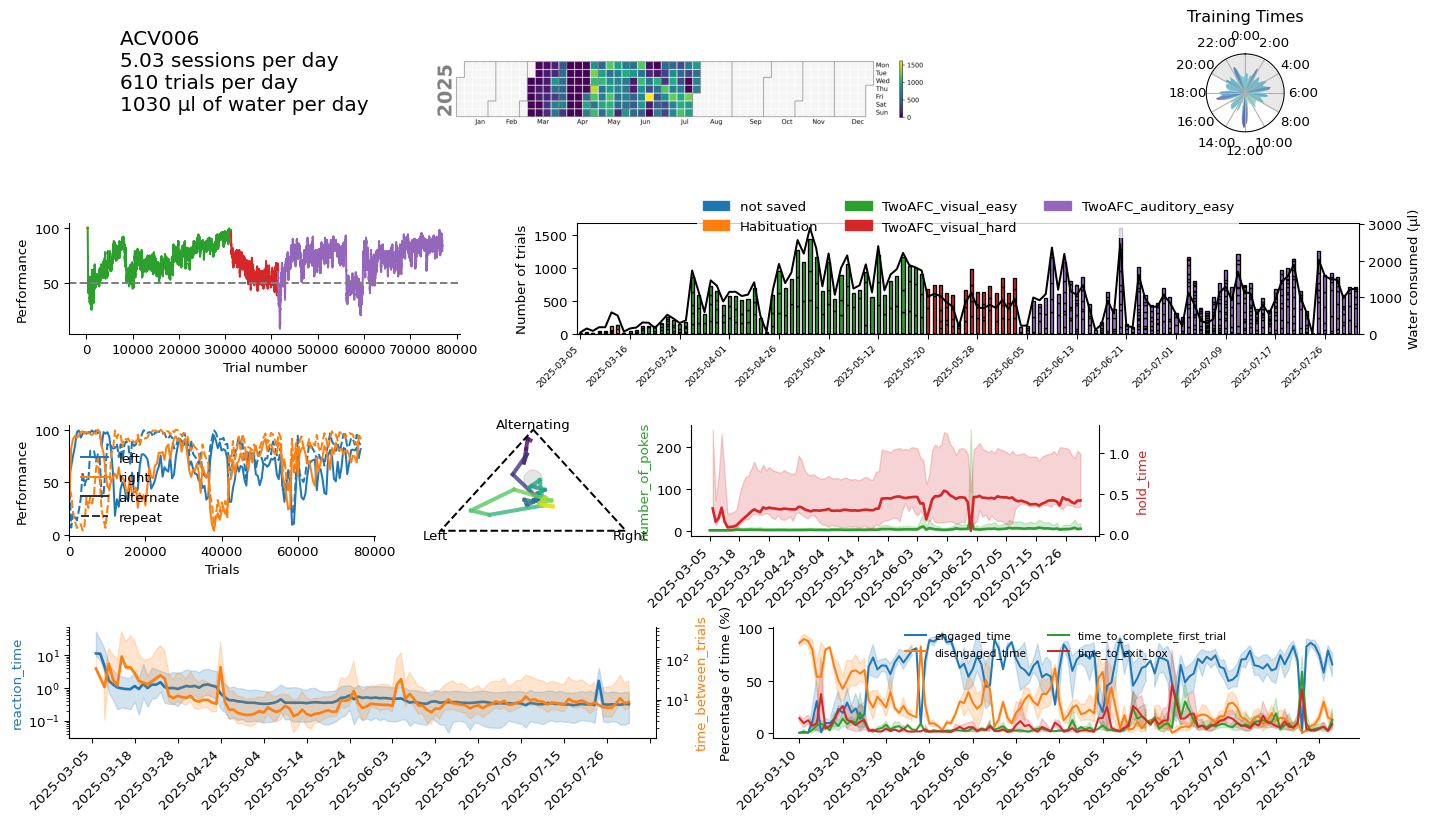 ACV006
5.03 sessions per day
610 trials per day
1030 µl of water per day
2025
Jan Feb Mar Apr May Jun Jul Aug Sep Oct Nov Dec
Mon
Tue
Wed
Thu
Fri
Sat
Sun
1500
1000
500
0
Training Times
0:00
2:00
4:00
6:00
8:00
10:00
12:00
14:00
16:00
18:00
20:00
22:00
Performance
100
50
0 10000 20000 30000 40000 50000 60000 70000 80000
Trial number
not saved
Habituation
TwoAFC_visual_easy
TwoAFC_visual_hard
TwoAFC_auditory_easy
Number of trials
1500
1000
500
0
Water consumed (µl)
3000
2000
1000
0
2025-03-05 2025-03-16 2025-03-24 2025-04-01 2025-04-26 2025-05-04 2025-05-12 2025-05-20 2025-05-28 2025-06-05 2025-06-13 2025-06-21 2025-07-01 2025-07-09 2025-07-17 2025-07-26
Performance
100
50
0
left
right
alternate
repeat
0 20000 40000 60000 80000
Trials
Alternating
Left
Right
number_of_pokes
200
100
0
hold_time
1.0
0.5
0.0
2025-03-05 2025-03-18 2025-03-28 2025-04-24 2025-05-04 2025-05-14 2025-05-24 2025-06-03 2025-06-13 2025-06-25 2025-07-05 2025-07-15 2025-07-26
reaction_time
10¹
10⁰
10⁻¹
time_between_trials
10²
10¹
2025-03-05 2025-03-18 2025-03-28 2025-04-24 2025-05-04 2025-05-14 2025-05-24 2025-06-03 2025-06-13 2025-06-25 2025-07-05 2025-07-15 2025-07-26
Percentage of time (%)
100
50
0
engaged_time
disengaged_time
time_to_complete_first_trial
time_to_exit_box
2025-03-10 2025-03-20 2025-03-30 2025-04-26 2025-05-06 2025-05-16 2025-05-26 2025-06-05 2025-06-15 2025-06-27 2025-07-07 2025-07-17 2025-07-28